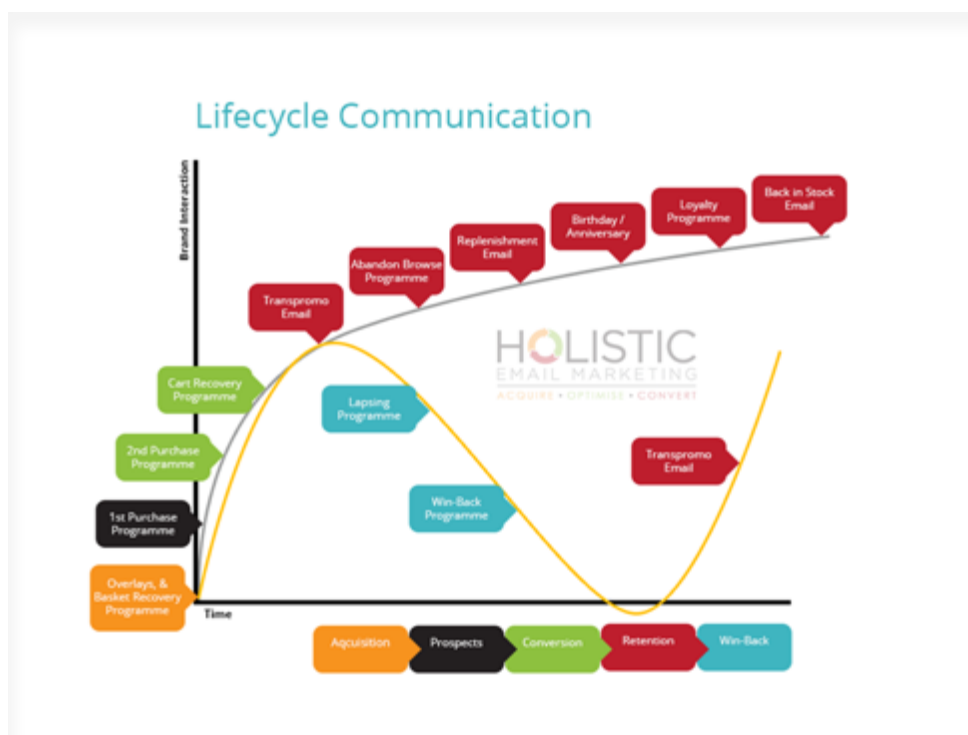 Lifecycle Communication
Brand Interaction
Back in Stock
Email
Loyalty
Programme
Birthday /
Anniversary
Replenishment
Email
Abandon Browse
Programme
Transpromo
Email
HOLISTIC
EMAIL MARKETING
ACQUIRE • OPTIMISE • CONVERT
Cart Recovery
Programme
Lapsing
Programme
2nd Purchase
Programme
Transpromo
Email
Win-Back
Programme
1st Purchase
Programme
Overlays, &
Basket Recovery
Programme
Time
Aqcuisition
Prospects
Conversion
Retention
Win-Back